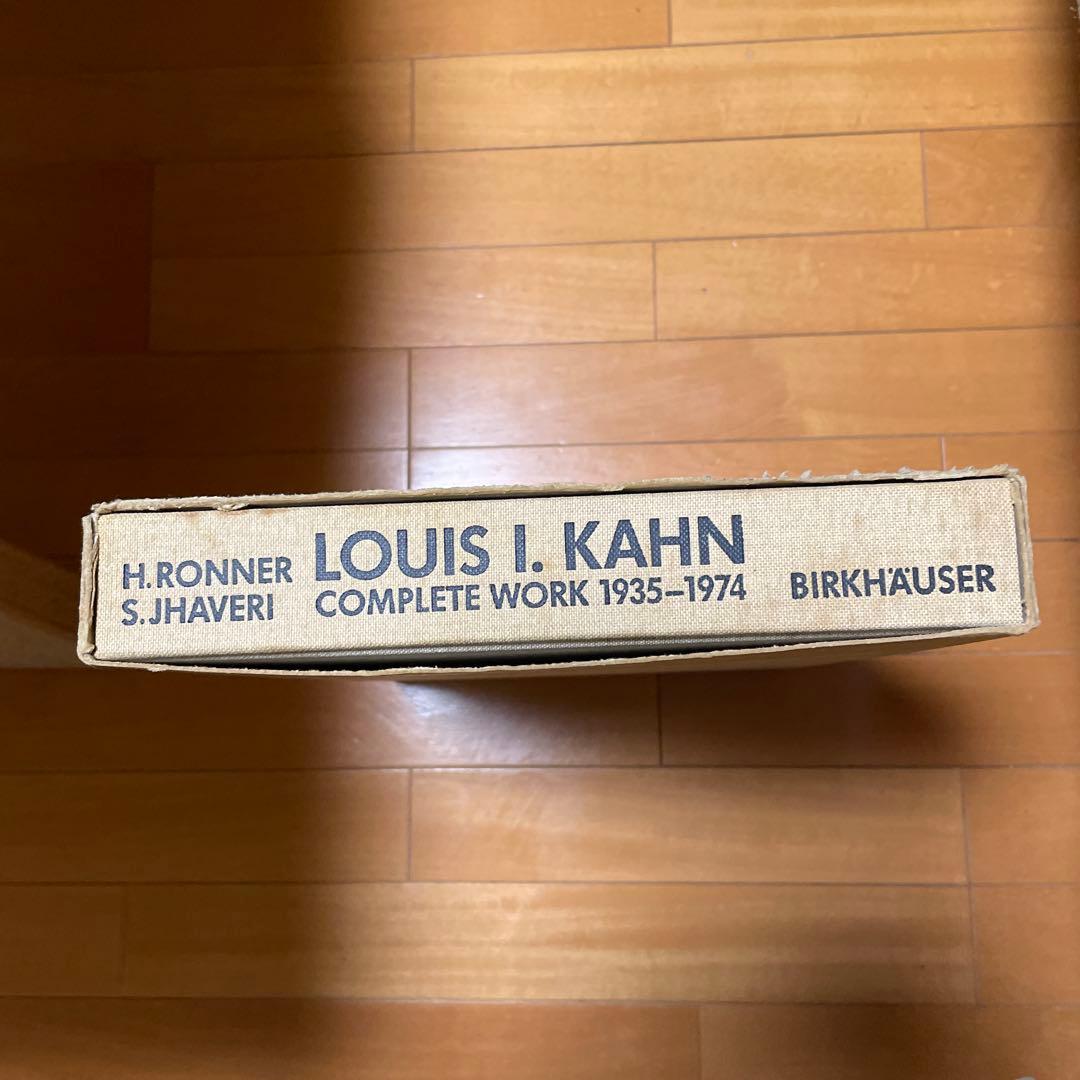 H. RONNER
S. JHAVERI
LOUIS I. KAHN
COMPLETE WORK 1935–1974
BIRKHÄUSER